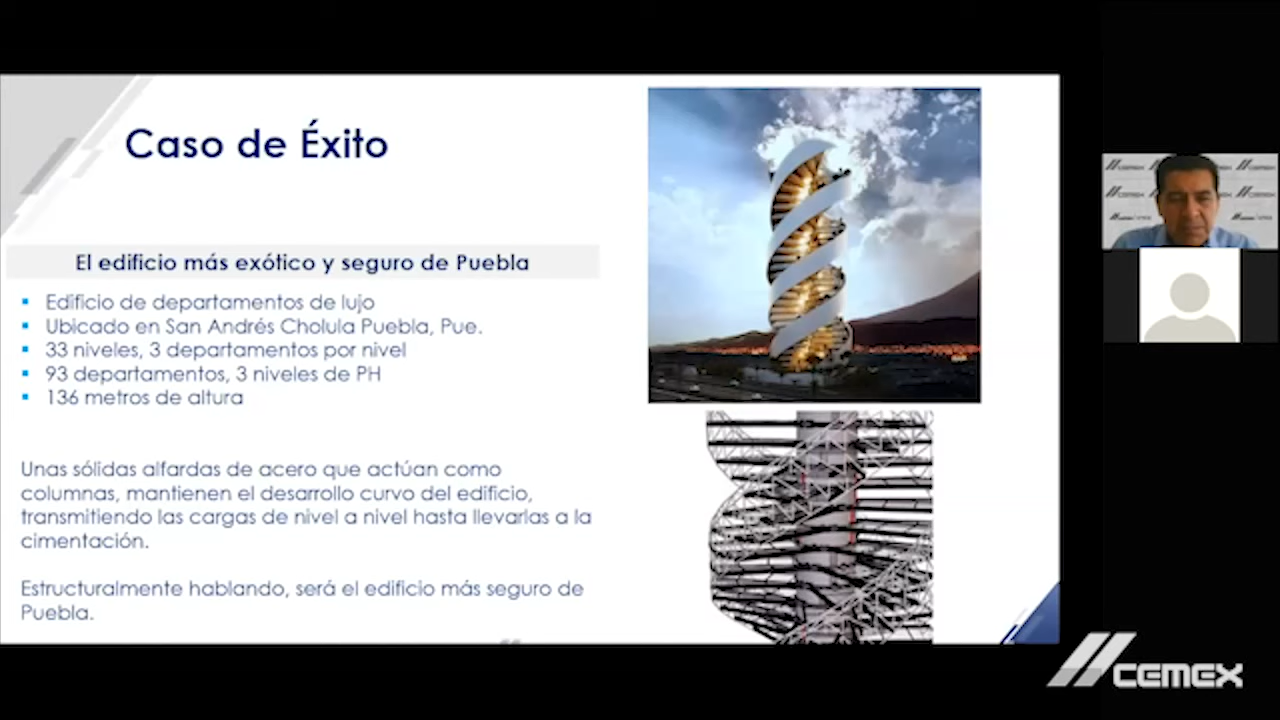 Caso de Éxito
El edificio más exótico y seguro de Puebla
▪ Edificio de departamentos de lujo
▪ Ubicado en San Andrés Cholula Puebla, Pue.
▪ 33 niveles, 3 departamentos por nivel
▪ 93 departamentos, 3 niveles de PH
▪ 136 metros de altura
Unas sólidas alfardas de acero que actúan como
columnas, mantienen el desarrollo curvo del edificio,
transmitiendo las cargas de nivel a nivel hasta llevarlas a la
cimentación.
Estructuralmente hablando, será el edificio más seguro de
Puebla.
CEMEX